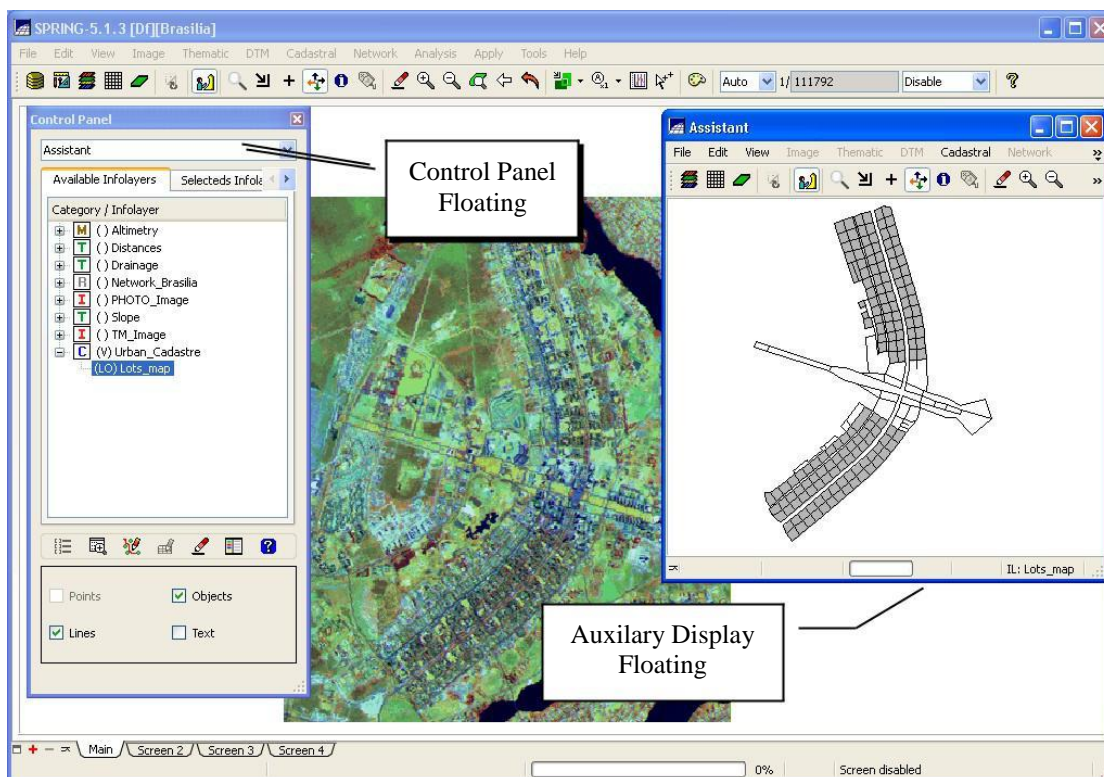 SPRING-5.1.3 [Df][Brasilia]
File Edit View Image Thematic DTM Cadastral Network Analysis Apply Tools Help
Auto 1/ 111792 Disable
Control Panel
Assistant
Available Infolayers Selecteds Infola
Category / Infolayer
M ( ) Altimetry
T ( ) Distances
T ( ) Drainage
R ( ) Network_Brasilia
I ( ) PHOTO_Image
T ( ) Slope
I ( ) TM_Image
C (V) Urban_Cadastre
(LO) Lots_map
Points Objects
Lines Text
Control Panel
Floating
Assistant
File Edit View Image Thematic DTM Cadastral Network
IL: Lots_map
Auxilary Display
Floating
Main Screen 2 Screen 3 Screen 4
0% Screen disabled